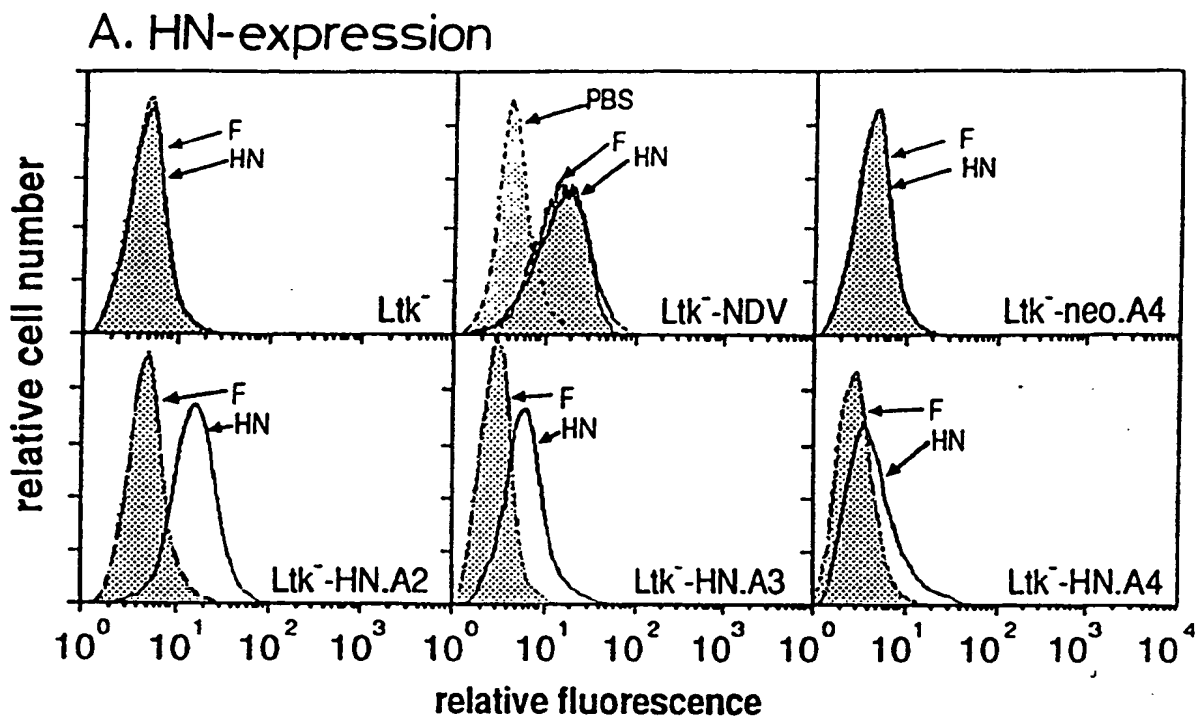 A. HN-expression
relative cell number
F
HN
Ltk⁻
PBS
F
HN
Ltk⁻-NDV
F
HN
Ltk⁻-neo.A4
F
HN
Ltk⁻-HN.A2
F
HN
Ltk⁻-HN.A3
F
HN
Ltk⁻-HN.A4
10⁰ 10¹ 10² 10³ 10⁰ 10¹ 10² 10³ 10⁰ 10¹ 10² 10³ 10⁴
relative fluorescence